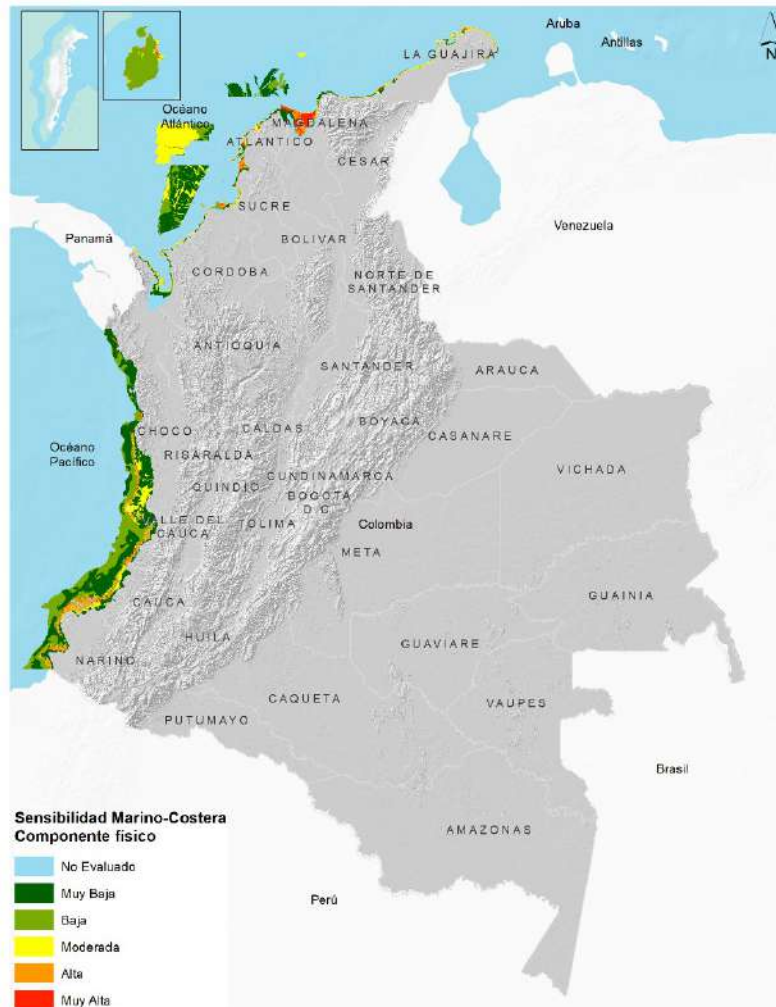 Aruba
Antillas
N
LA GUAJIRA
Océano
Atlántico
MAGDALENA
ATLANTICO
CESAR
SUCRE
Panamá
Venezuela
BOLIVAR
CORDOBA
NORTE DE
SANTANDER
ANTIOQUIA
SANTANDER
ARAUCA
BOYACA
CHOCO
CALDAS
CASANARE
Océano
Pacífico
RISARALDA
VICHADA
CUNDINAMARCA
QUINDIO
BOGOTA
D.C
VALLE DEL
CAUCA
TOLIMA
Colombia
META
GUAINIA
CAUCA
HUILA
GUAVIARE
NARIÑO
CAQUETA
VAUPES
PUTUMAYO
Brasil
AMAZONAS
Perú
Sensibilidad Marino-Costera
Componente físico
No Evaluado
Muy Baja
Baja
Moderada
Alta
Muy Alta